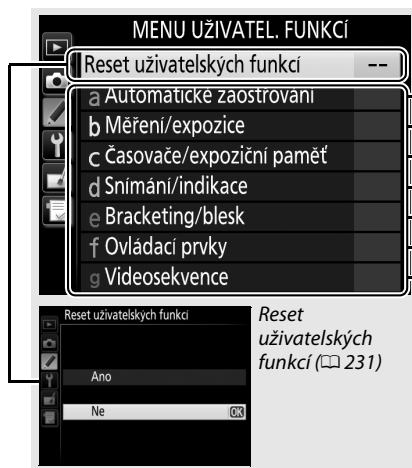 MENU UŽIVATEL. FUNKCÍ
Reset uživatelských funkcí --
a Automatické zaostřování
b Měření/expozice
c Časovače/expoziční paměť
d Snímání/indikace
e Bracketing/blesk
f Ovládací prvky
g Videosekvence
Reset uživatelských funkcí
Ano
Ne OK
Reset
uživatelských
funkcí (📖 231)